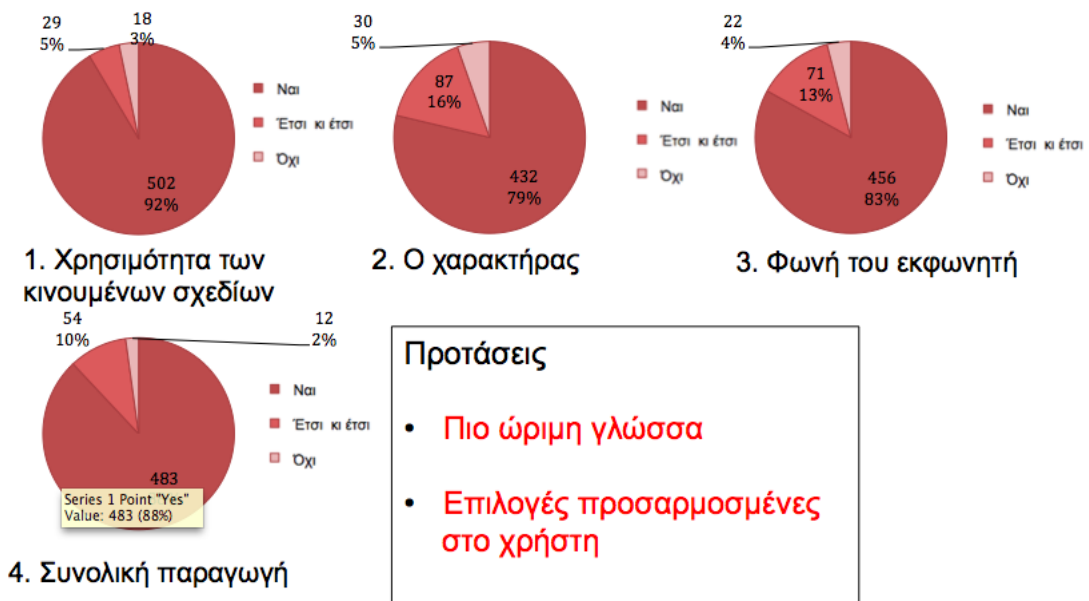 29
5%
18
3%
502
92%
Ναι
Έτσι κι έτσι
Όχι
1. Χρησιμότητα των
κινουμένων σχεδίων
30
5%
87
16%
432
79%
Ναι
Έτσι κι έτσι
Όχι
2. Ο χαρακτήρας
22
4%
71
13%
456
83%
Ναι
Έτσι κι έτσι
Όχι
3. Φωνή του εκφωνητή
54
10%
12
2%
483
Series 1 Point "Yes"
Value: 483 (88%)
Ναι
Έτσι κι έτσι
Όχι
4. Συνολική παραγωγή
Προτάσεις
• Πιο ώριμη γλώσσα
• Επιλογές προσαρμοσμένες
στο χρήστη